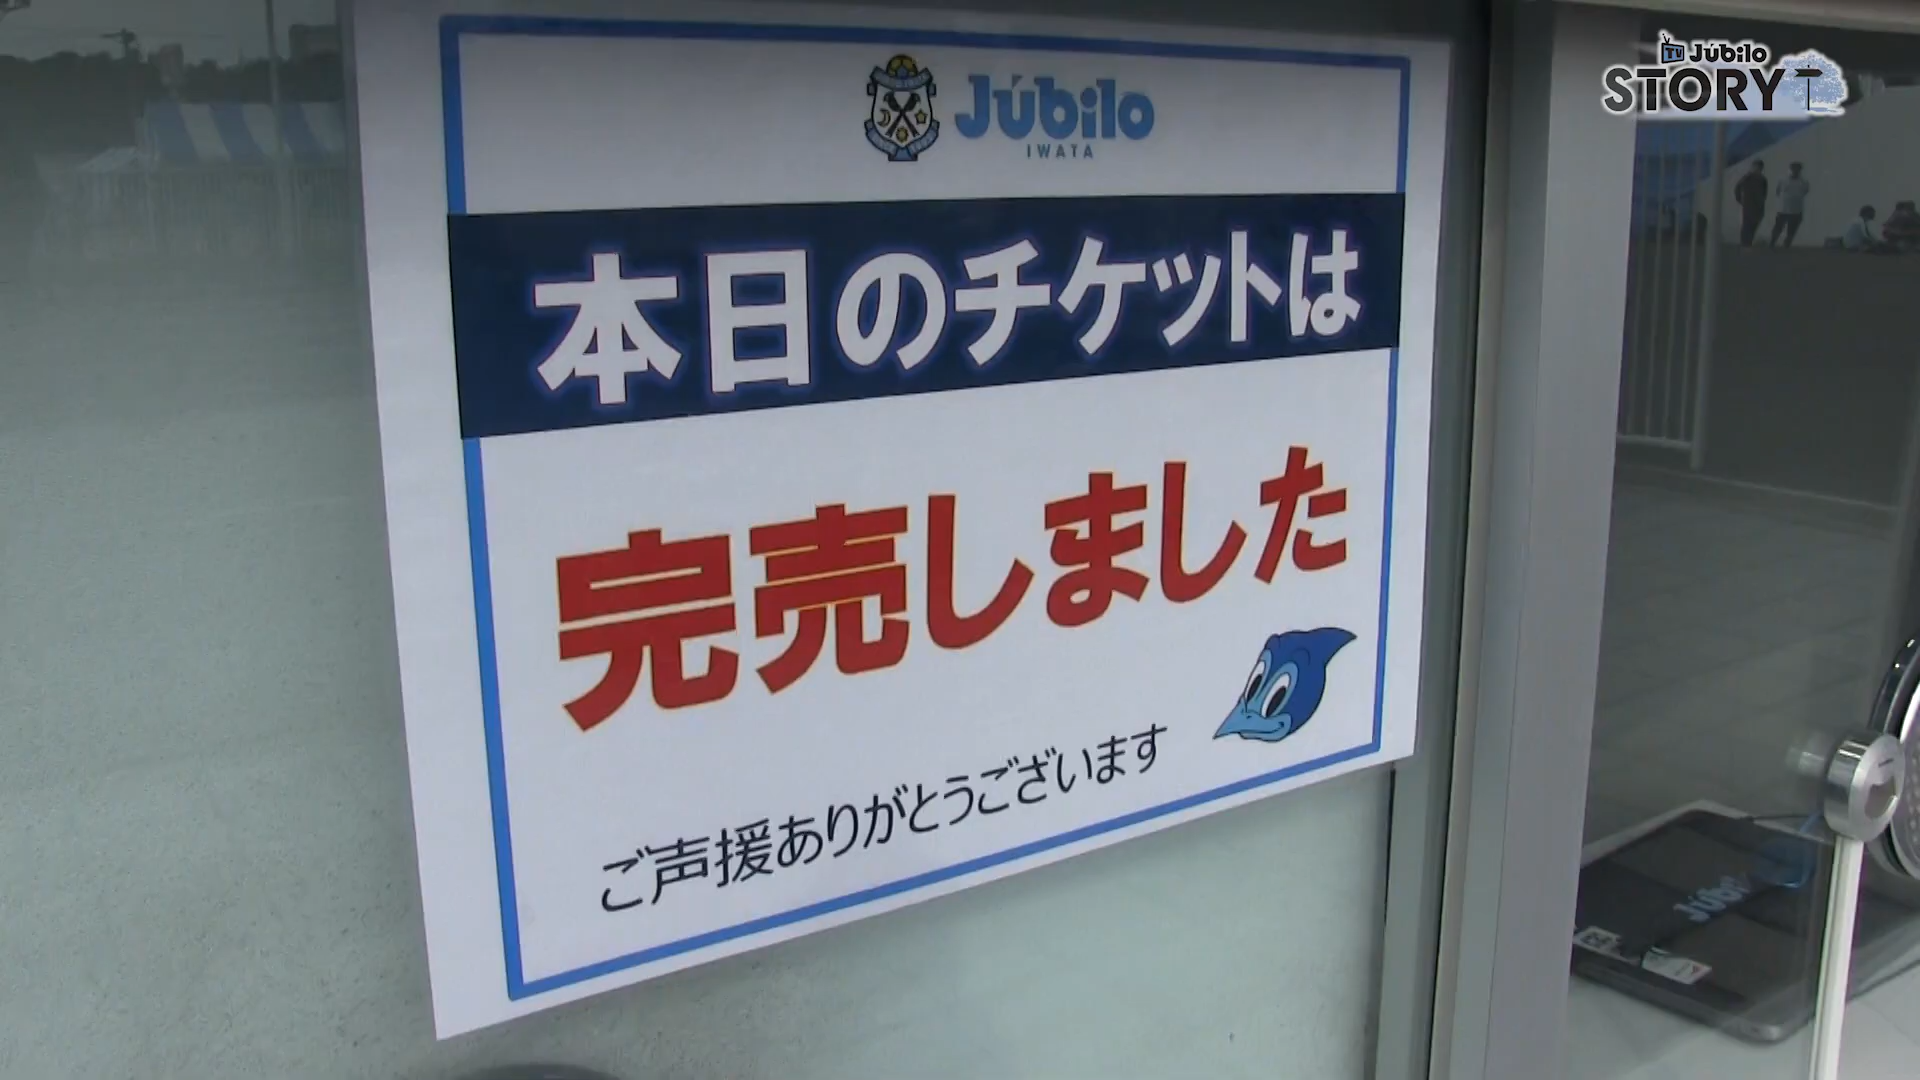 TV Júbilo
STORY
Júbilo
IWATA
本日のチケットは
完売しました
ご声援ありがとうございます
Júbilo